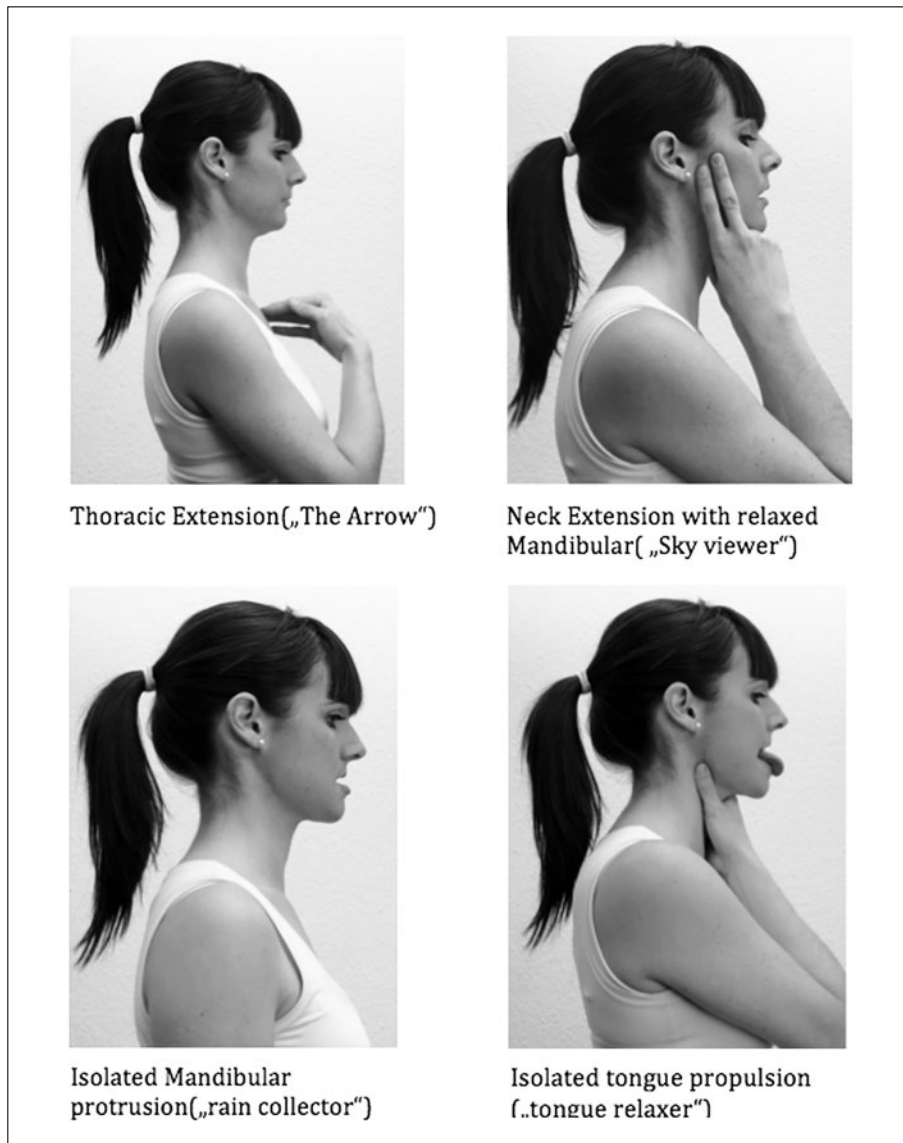 Thoracic Extension(„The Arrow“)
Neck Extension with relaxed
Mandibular( „Sky viewer“)
Isolated Mandibular
protrusion(„rain collector“)
Isolated tongue propulsion
(„tongue relaxer“)